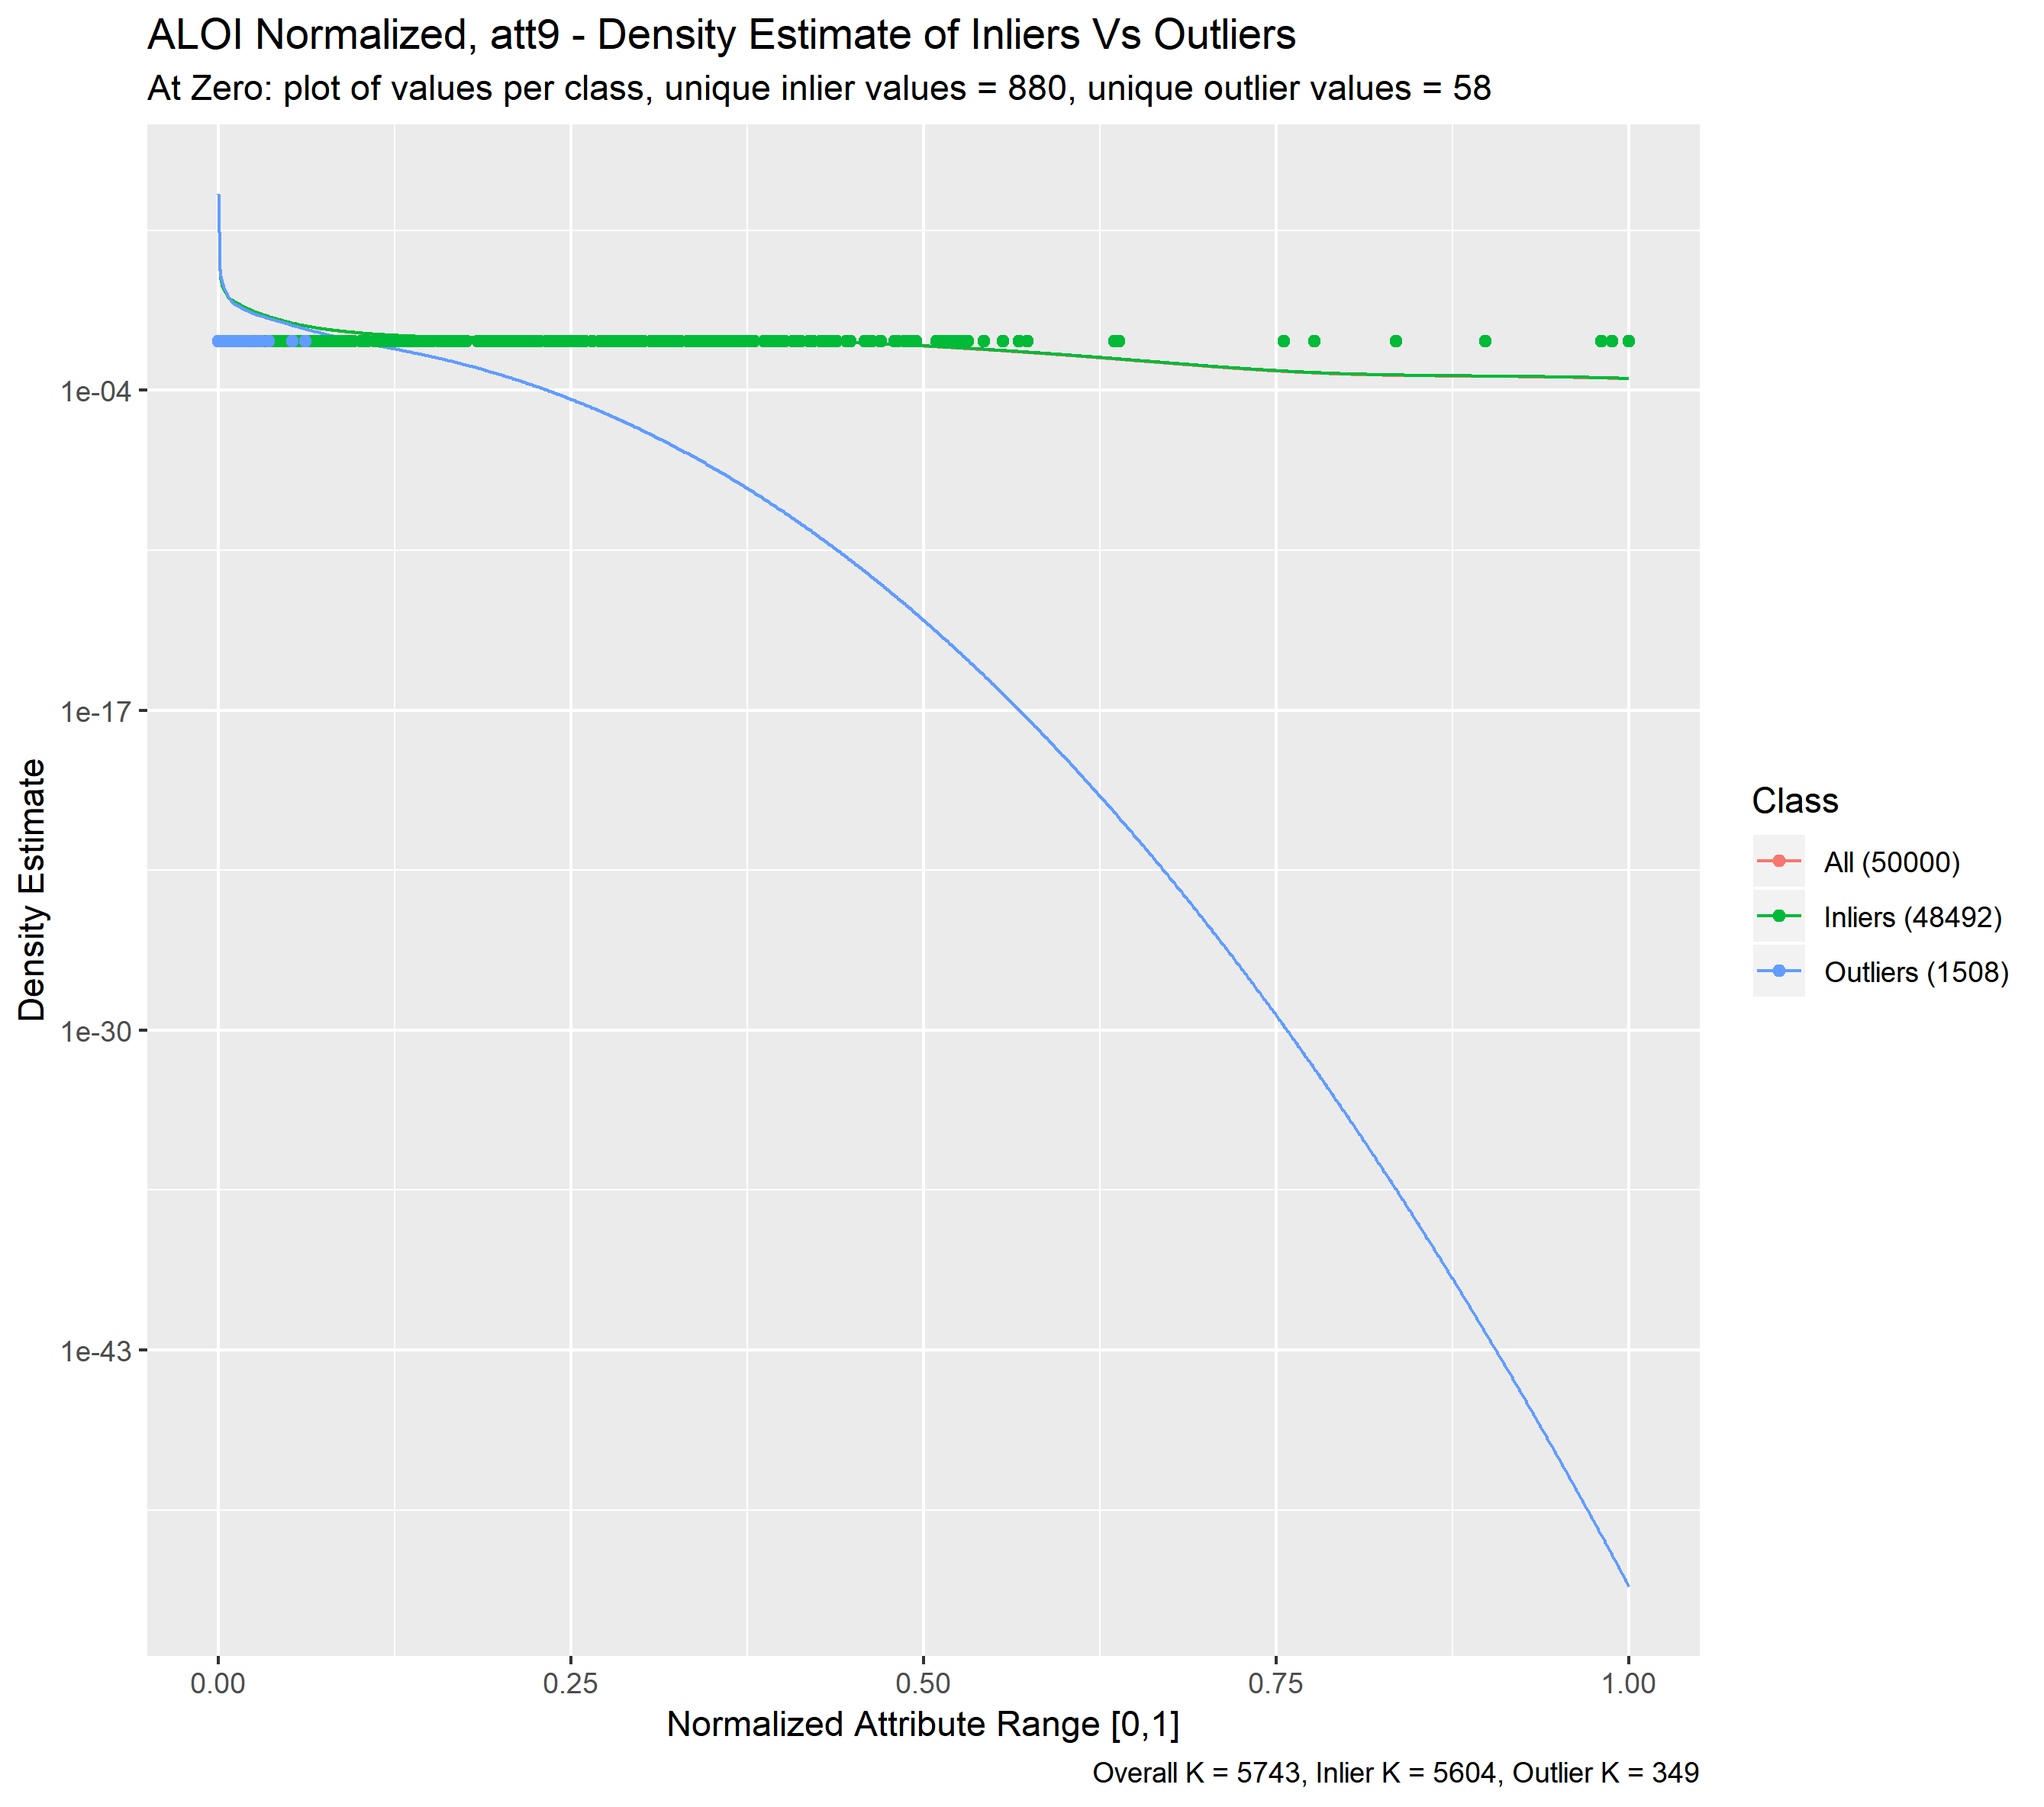 ALOI Normalized, att9 - Density Estimate of Inliers Vs Outliers
At Zero: plot of values per class, unique inlier values = 880, unique outlier values = 58
1e-04
1e-17
1e-30
1e-43
Density Estimate
0.00 0.25 0.50 0.75 1.00
Normalized Attribute Range [0,1]
Overall K = 5743, Inlier K = 5604, Outlier K = 349
Class
All (50000)
Inliers (48492)
Outliers (1508)